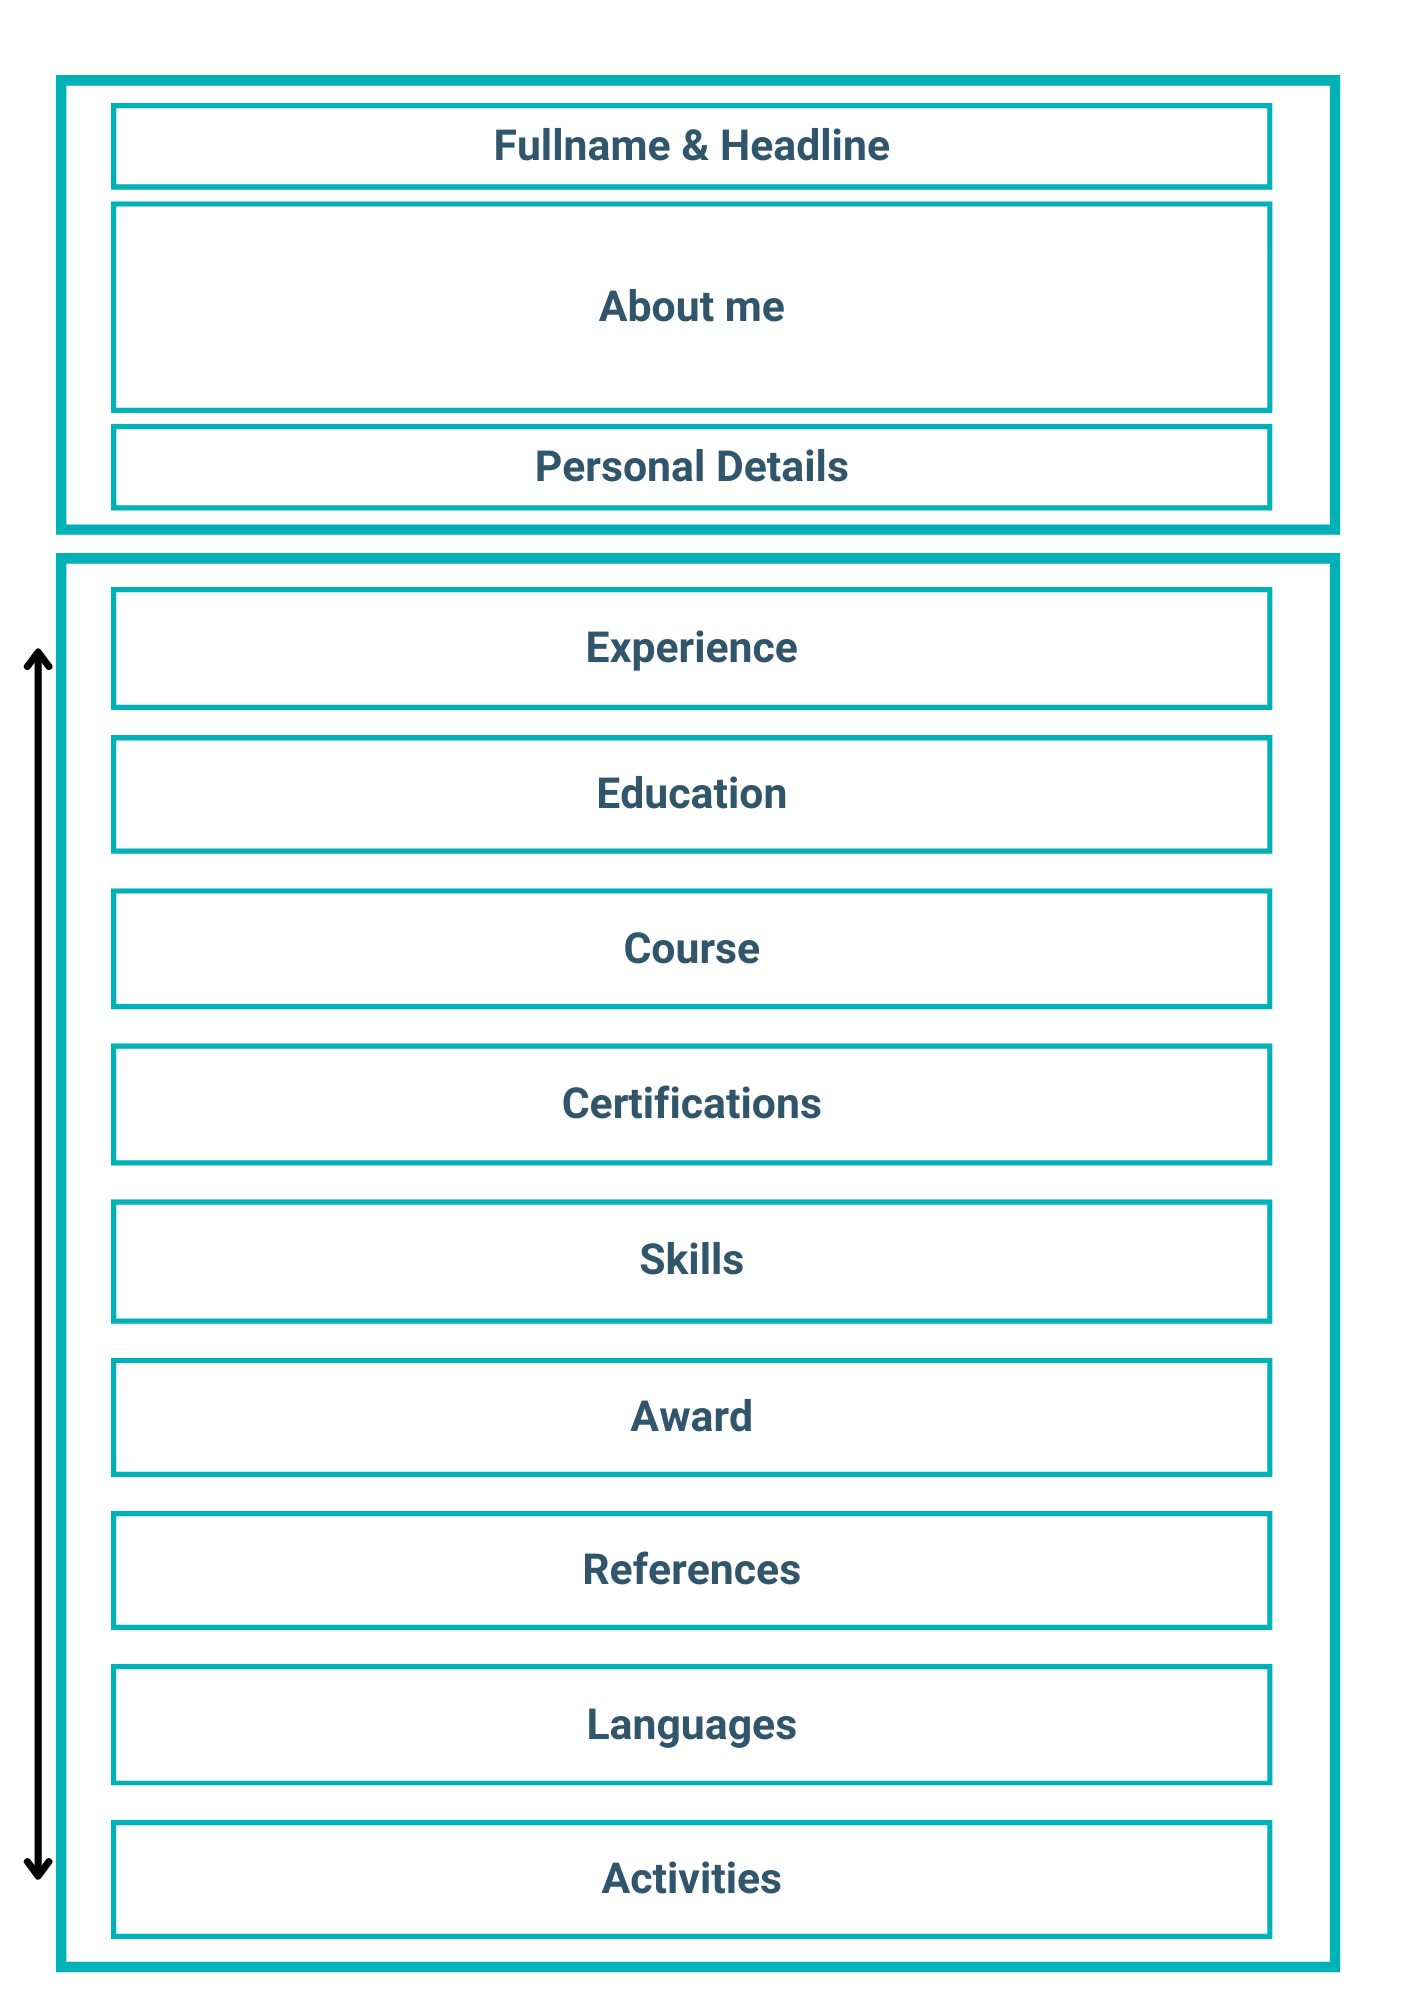 Fullname & Headline
About me
Personal Details
Experience
Education
Course
Certifications
Skills
Award
References
Languages
Activities